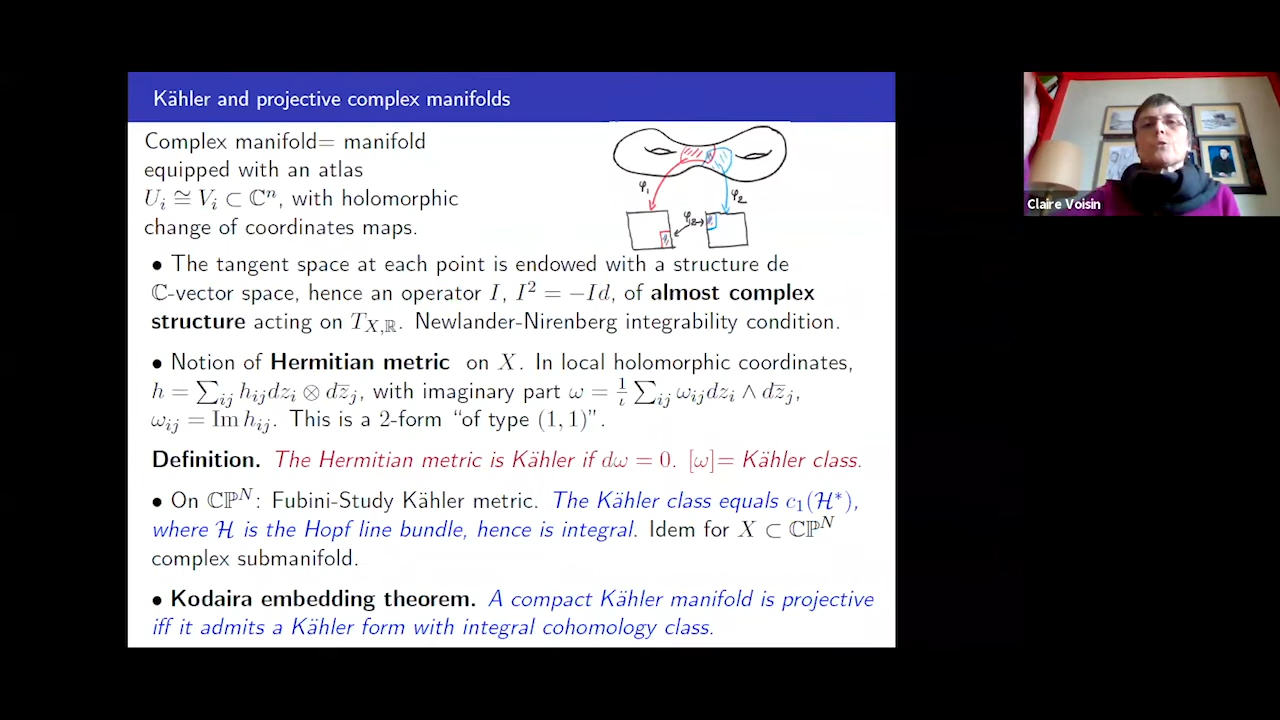 Kähler and projective complex manifolds
Complex manifold= manifold
equipped with an atlas
U_i ≅ V_i ⊂ ℂ^n, with holomorphic
change of coordinates maps.
φ_1
φ_2
φ_12
• The tangent space at each point is endowed with a structure de
ℂ-vector space, hence an operator I, I^2 = −Id, of almost complex
structure acting on T_{X,ℝ}. Newlander-Nirenberg integrability condition.
• Notion of Hermitian metric on X. In local holomorphic coordinates,
h = ∑_{ij} h_{ij}dz_i ⊗ dz̄_j, with imaginary part ω = 1/ι ∑_{ij} ω_{ij}dz_i ∧ dz̄_j,
ω_{ij} = Im h_{ij}. This is a 2-form “of type (1, 1)”.
Definition. The Hermitian metric is Kähler if dω = 0. [ω]= Kähler class.
• On ℂℙ^N: Fubini-Study Kähler metric. The Kähler class equals c_1(ℋ*),
where ℋ is the Hopf line bundle, hence is integral. Idem for X ⊂ ℂℙ^N
complex submanifold.
• Kodaira embedding theorem. A compact Kähler manifold is projective
iff it admits a Kähler form with integral cohomology class.
Claire Voisin